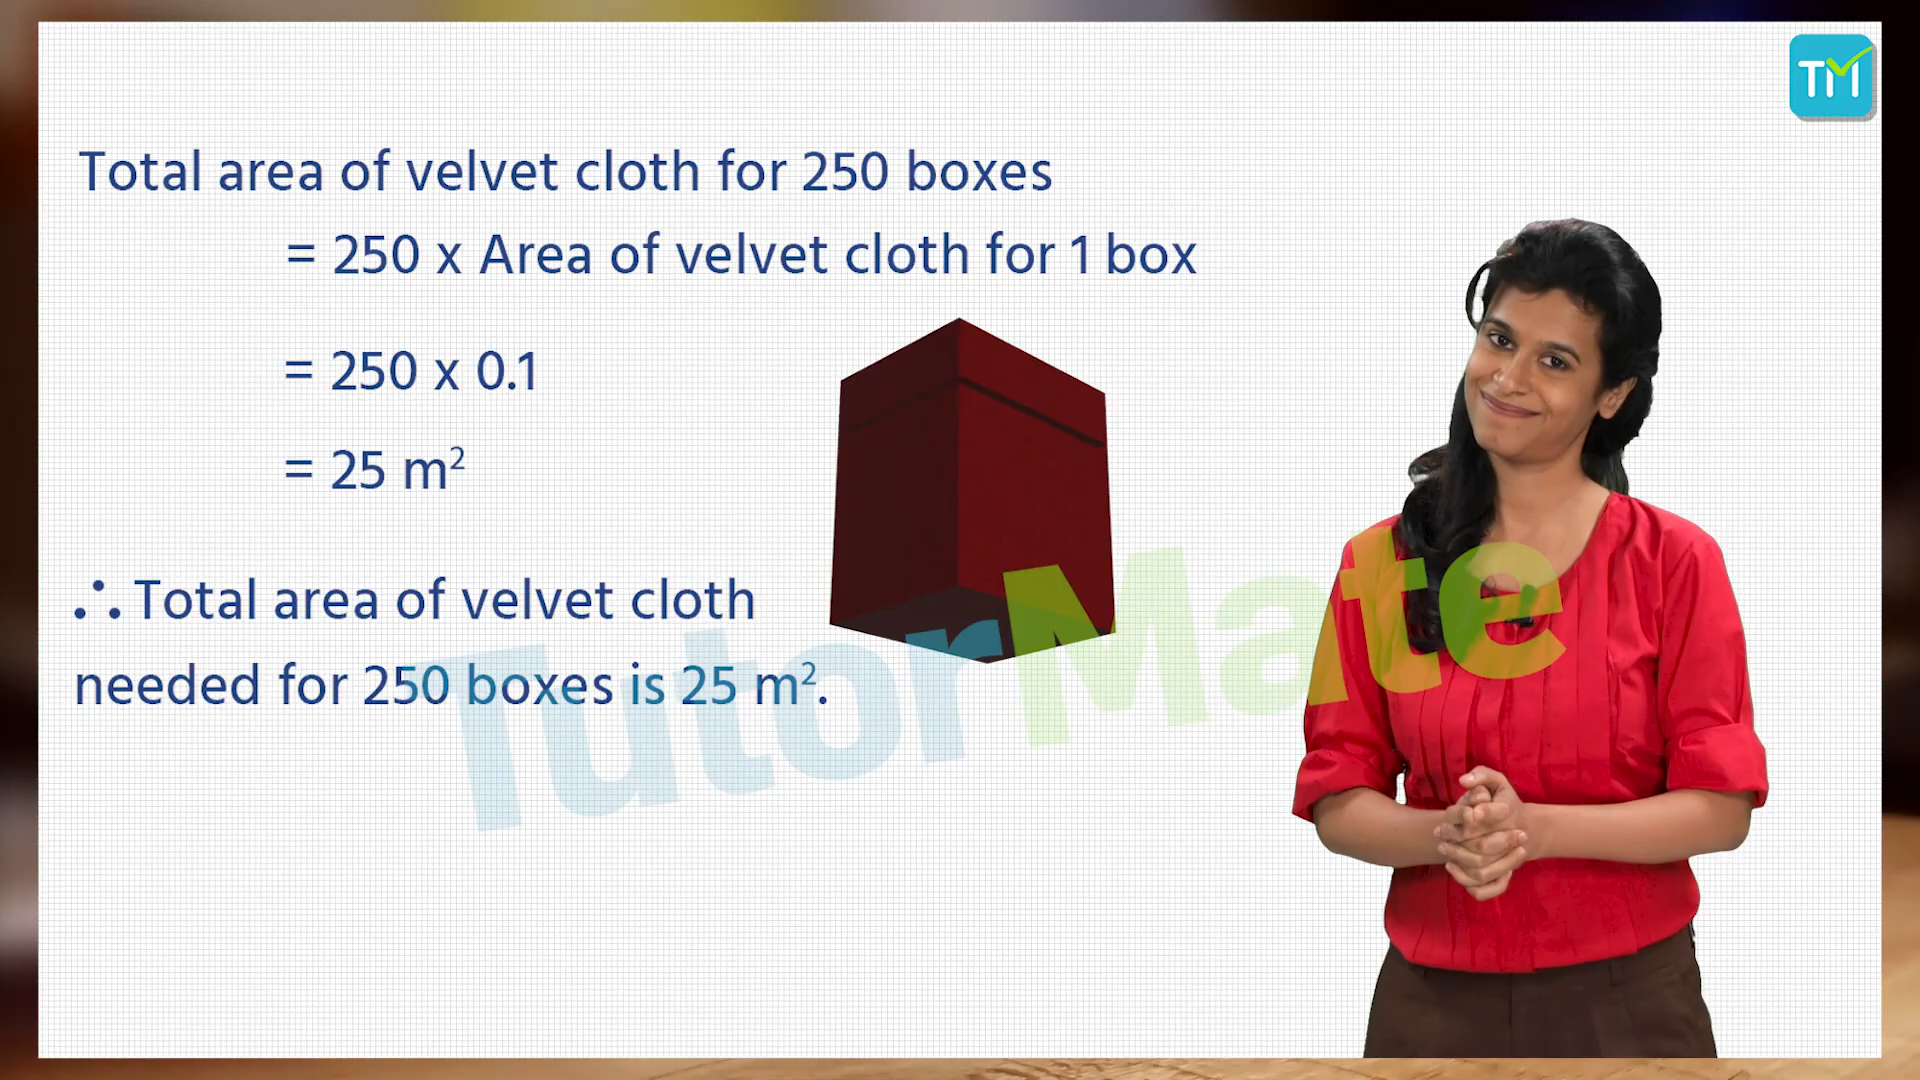 TM
Total area of velvet cloth for 250 boxes
= 250 x Area of velvet cloth for 1 box
= 250 x 0.1
= 25 m²
∴ Total area of velvet cloth
needed for 250 boxes is 25 m².
TutorMate